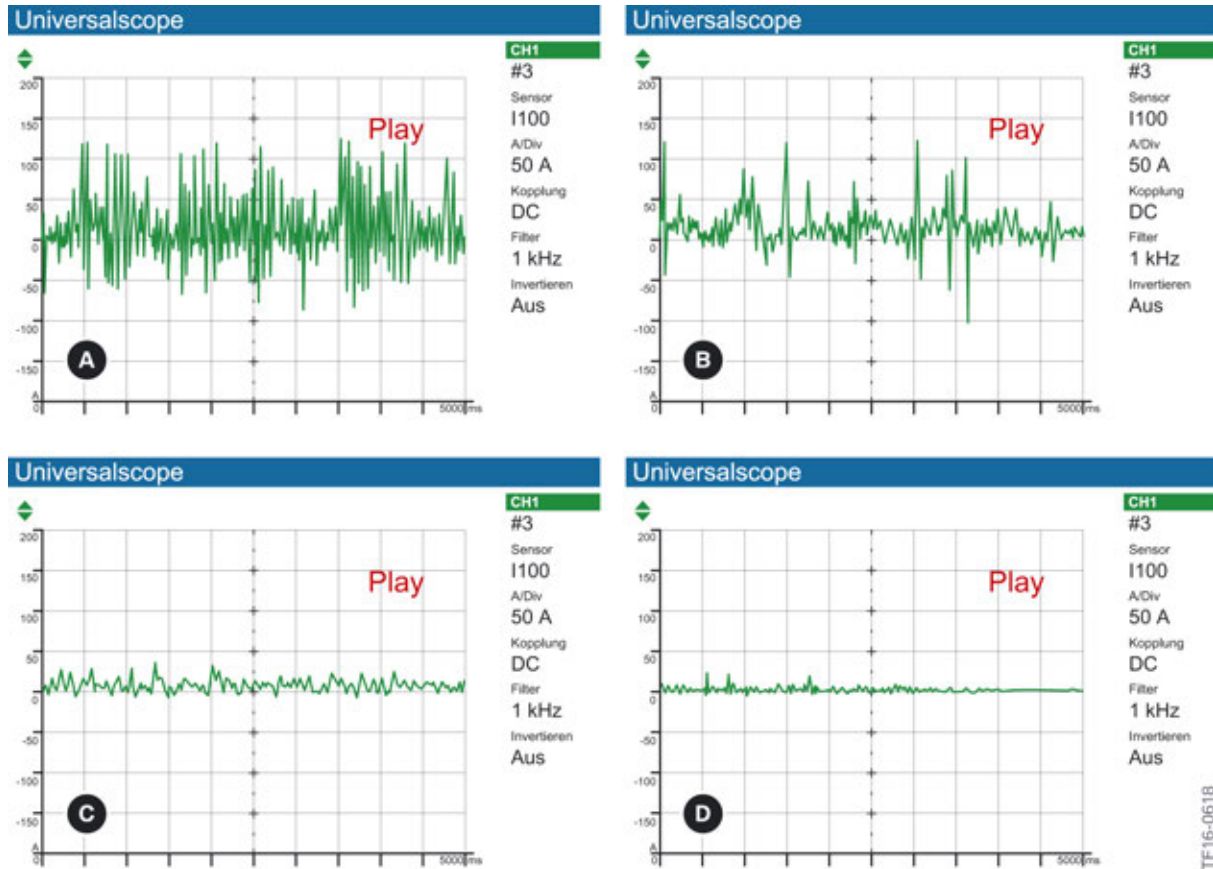 Universalscope
200
150
100
50
0
-50
-100
-150
A
0
5000 ms
Play
A
CH1
#3
Sensor
I100
A/Div
50 A
Kopplung
DC
Filter
1 kHz
Invertieren
Aus
Universalscope
200
150
100
50
0
-50
-100
-150
A
0
5000 ms
Play
B
CH1
#3
Sensor
I100
A/Div
50 A
Kopplung
DC
Filter
1 kHz
Invertieren
Aus
Universalscope
200
150
100
50
0
-50
-100
-150
A
0
5000 ms
Play
C
CH1
#3
Sensor
I100
A/Div
50 A
Kopplung
DC
Filter
1 kHz
Invertieren
Aus
Universalscope
200
150
100
50
0
-50
-100
-150
A
0
5000 ms
Play
D
CH1
#3
Sensor
I100
A/Div
50 A
Kopplung
DC
Filter
1 kHz
Invertieren
Aus
TF16-0618